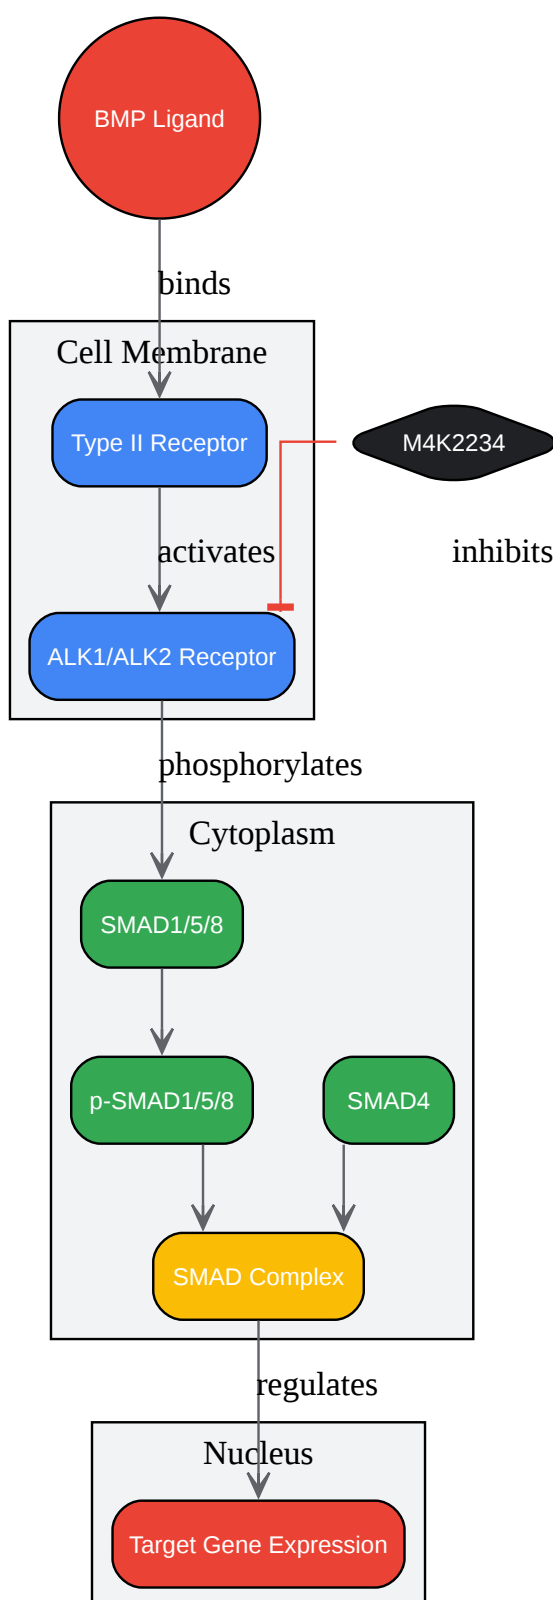 BMP Ligand
binds
Cell Membrane
Type II Receptor
M4K2234
activates
inhibits
ALK1/ALK2 Receptor
phosphorylates
Cytoplasm
SMAD1/5/8
p-SMAD1/5/8
SMAD4
SMAD Complex
regulates
Nucleus
Target Gene Expression